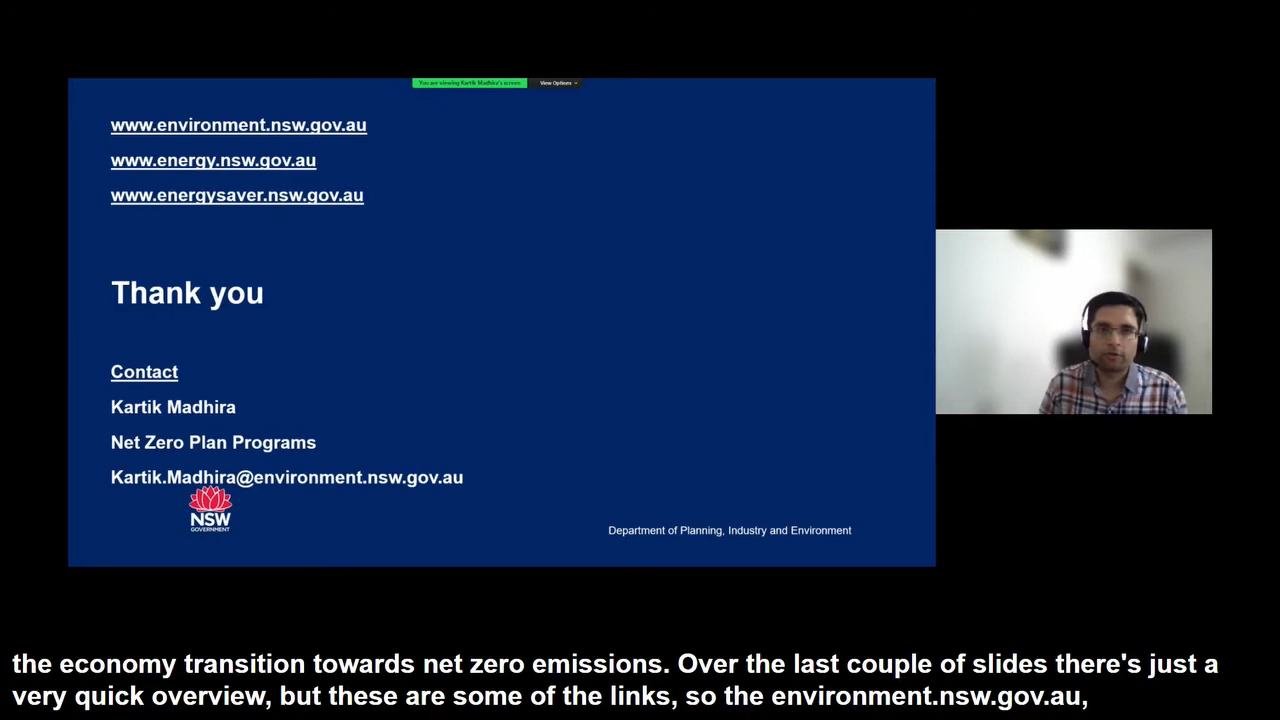 You are viewing Kartik Madhira's screen View Options
www.environment.nsw.gov.au
www.energy.nsw.gov.au
www.energysaver.nsw.gov.au
Thank you
Contact
Kartik Madhira
Net Zero Plan Programs
Kartik.Madhira@environment.nsw.gov.au
NSW
GOVERNMENT
Department of Planning, Industry and Environment
the economy transition towards net zero emissions. Over the last couple of slides there's just a
very quick overview, but these are some of the links, so the environment.nsw.gov.au,